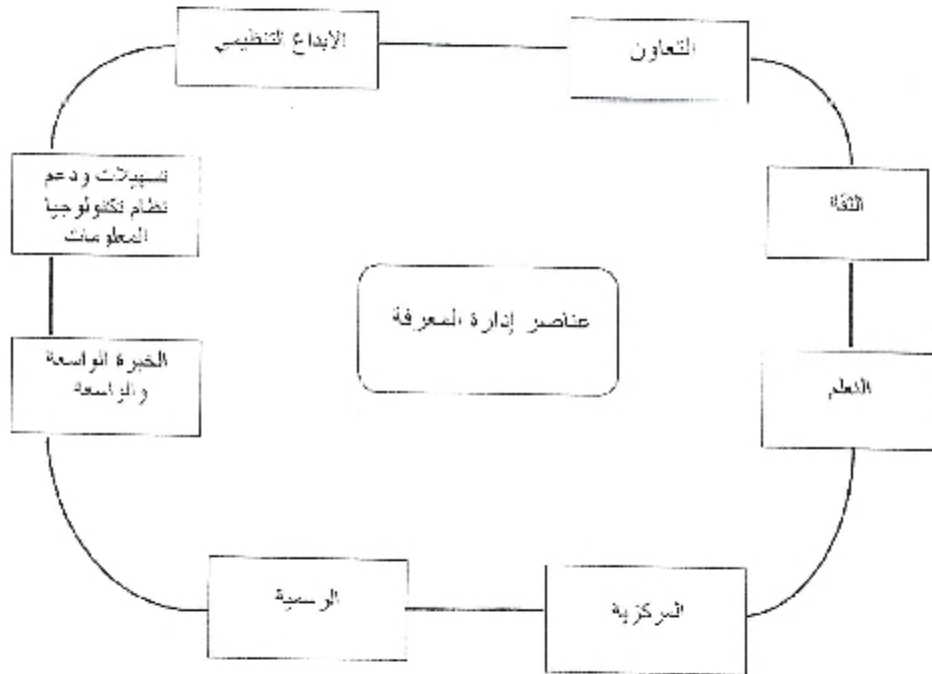 التعاون
الابداع التنظيمي
الثقة
تسهيلات ودعم
نظام تكنولوجيا
المعلومات
عناصر إدارة المعرفة
التعلم
الخبرة الواسعة
والواسعة
المركزية
الرسمية